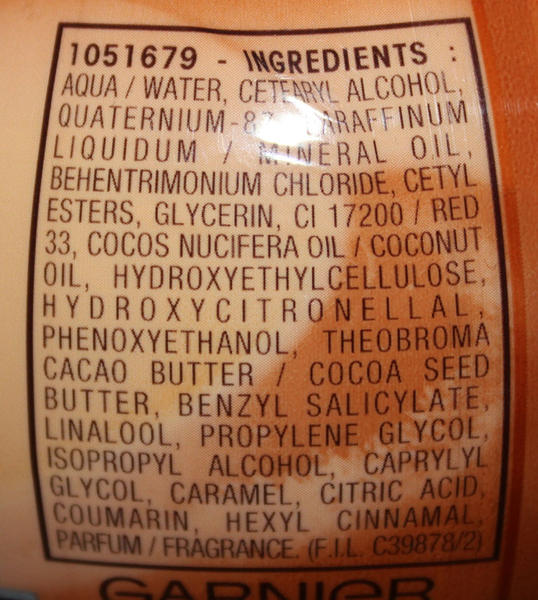 1051679 - INGREDIENTS :
AQUA / WATER, CETEARYL ALCOHOL,
QUATERNIUM-87, PARAFFINUM
LIQUIDUM / MINERAL OIL,
BEHENTRIMONIUM CHLORIDE, CETYL
ESTERS, GLYCERIN, CI 17200 / RED
33, COCOS NUCIFERA OIL / COCONUT
OIL, HYDROXYETHYLCELLULOSE,
HYDROXYCITRONELLAL,
PHENOXYETHANOL, THEOBROMA
CACAO BUTTER / COCOA SEED
BUTTER, BENZYL SALICYLATE,
LINALOOL, PROPYLENE GLYCOL,
ISOPROPYL ALCOHOL, CAPRYLYL
GLYCOL, CARAMEL, CITRIC ACID,
COUMARIN, HEXYL CINNAMAL,
PARFUM / FRAGRANCE. (F.I.L. C39878/2)
GARNIER